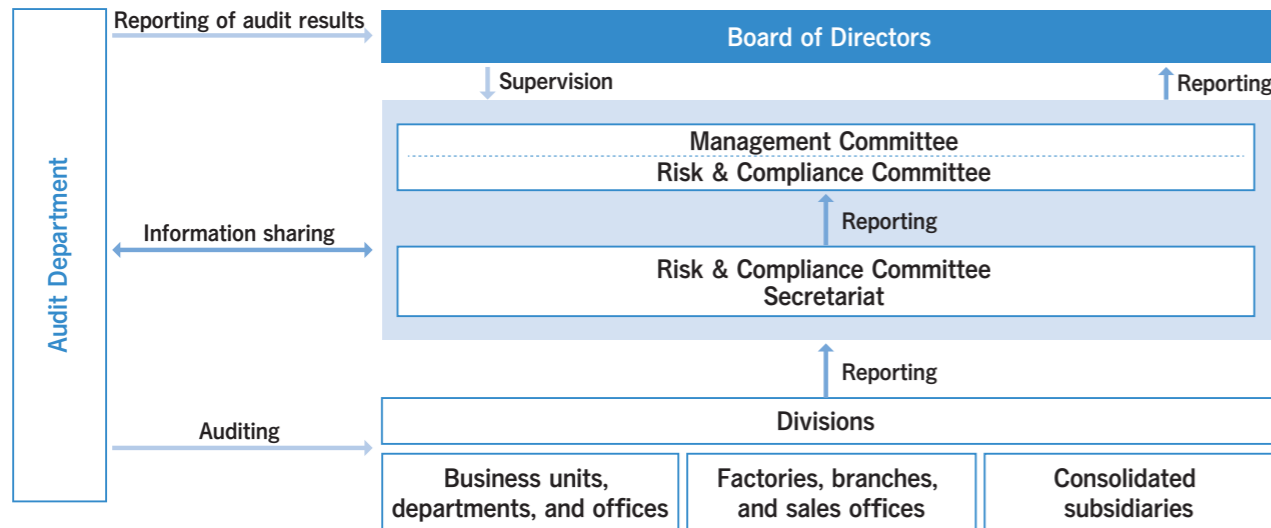 Reporting of audit results
Board of Directors
Supervision
Reporting
Management Committee
Risk & Compliance Committee
Reporting
Information sharing
Risk & Compliance Committee
Secretariat
Audit Department
Reporting
Divisions
Auditing
Business units,
departments, and offices
Factories, branches,
and sales offices
Consolidated
subsidiaries